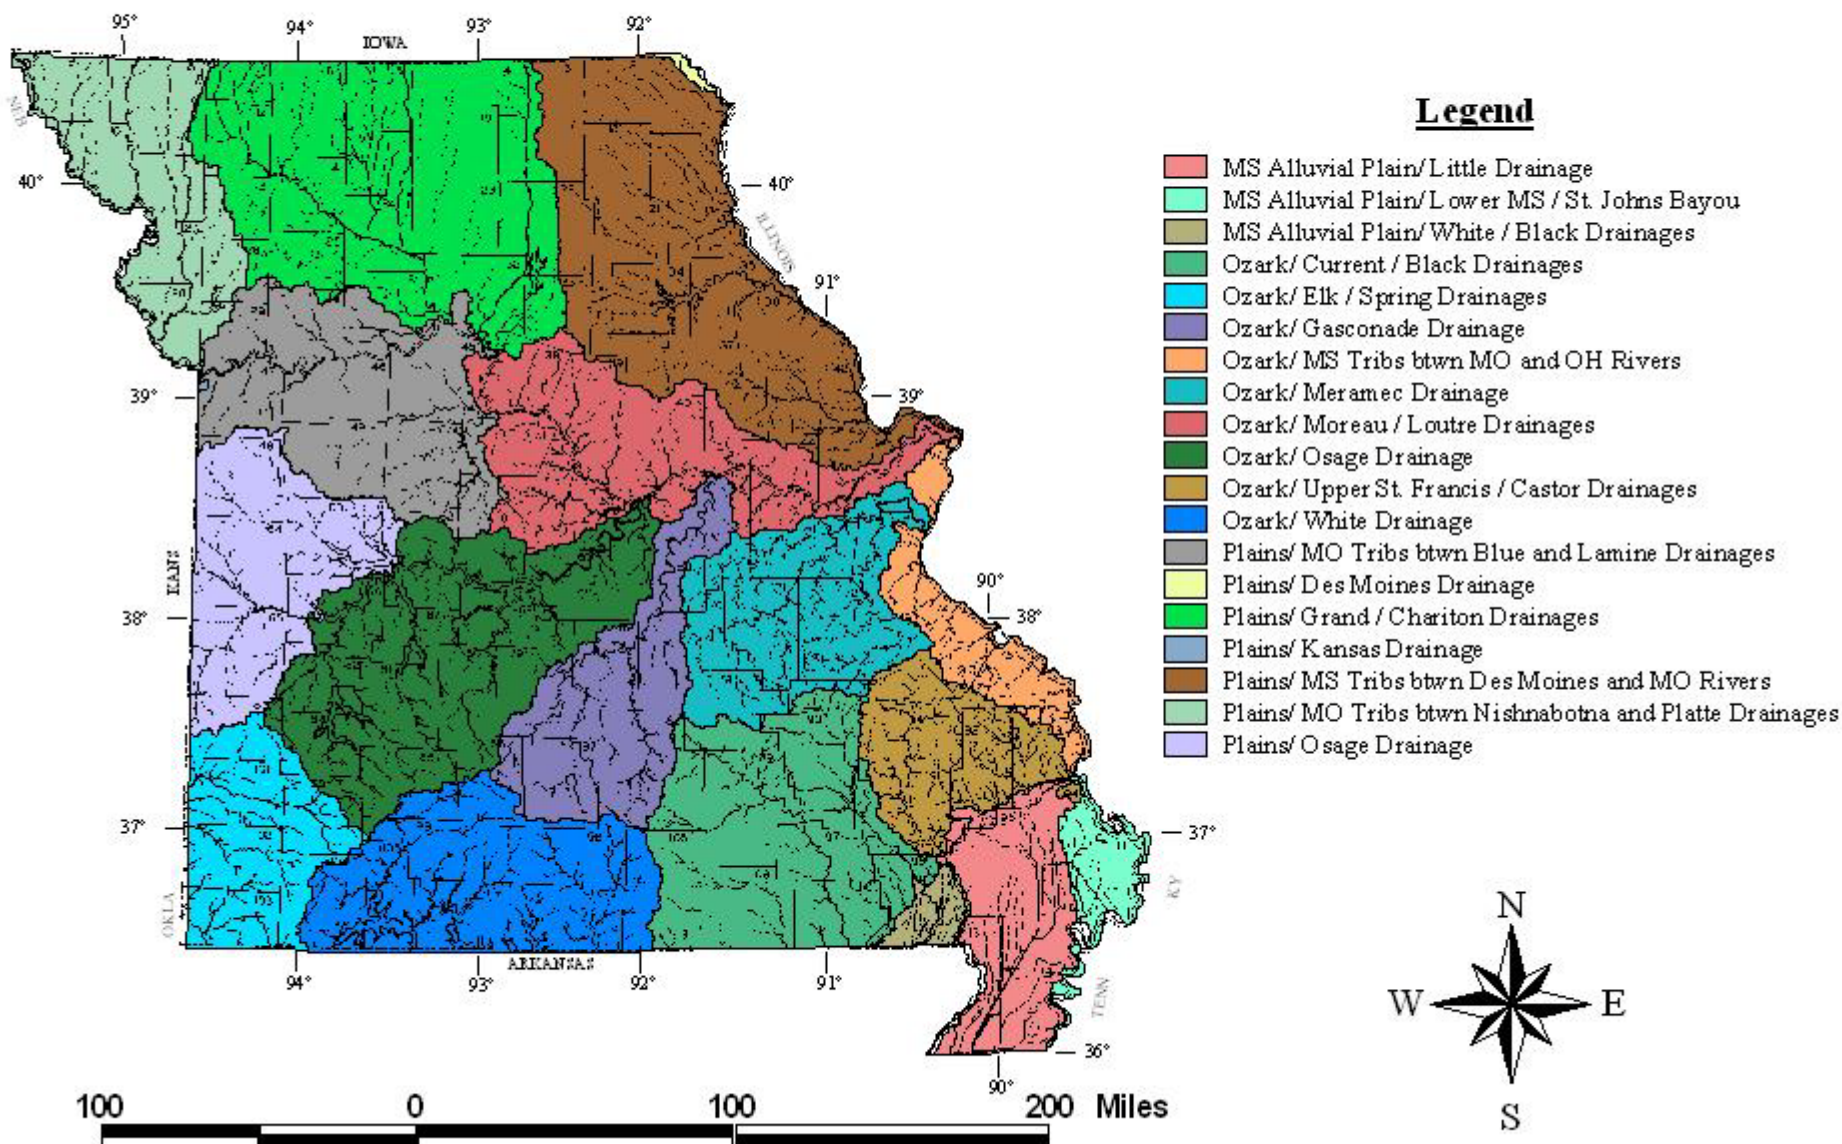 95°
94°
93°
92°
IOWA
NEB
40°
40°
ILLINOIS
91°
39°
39°
KANS
90°
38°
38°
37°
37°
OKLA
KY
94°
93°
ARKANSAS
92°
91°
TENN
36°
90°
Legend
MS Alluvial Plain/ Little Drainage
MS Alluvial Plain/ Lower MS / St. Johns Bayou
MS Alluvial Plain/ White / Black Drainages
Ozark/ Current / Black Drainages
Ozark/ Elk / Spring Drainages
Ozark/ Gasconade Drainage
Ozark/ MS Tribs btwn MO and OH Rivers
Ozark/ Meramec Drainage
Ozark/ Moreau / Loutre Drainages
Ozark/ Osage Drainage
Ozark/ Upper St. Francis / Castor Drainages
Ozark/ White Drainage
Plains/ MO Tribs btwn Blue and Lamine Drainages
Plains/ Des Moines Drainage
Plains/ Grand / Chariton Drainages
Plains/ Kansas Drainage
Plains/ MS Tribs btwn Des Moines and MO Rivers
Plains/ MO Tribs btwn Nishnabotna and Platte Drainages
Plains/ Osage Drainage
N
W
E
S
100 0 100 200 Miles